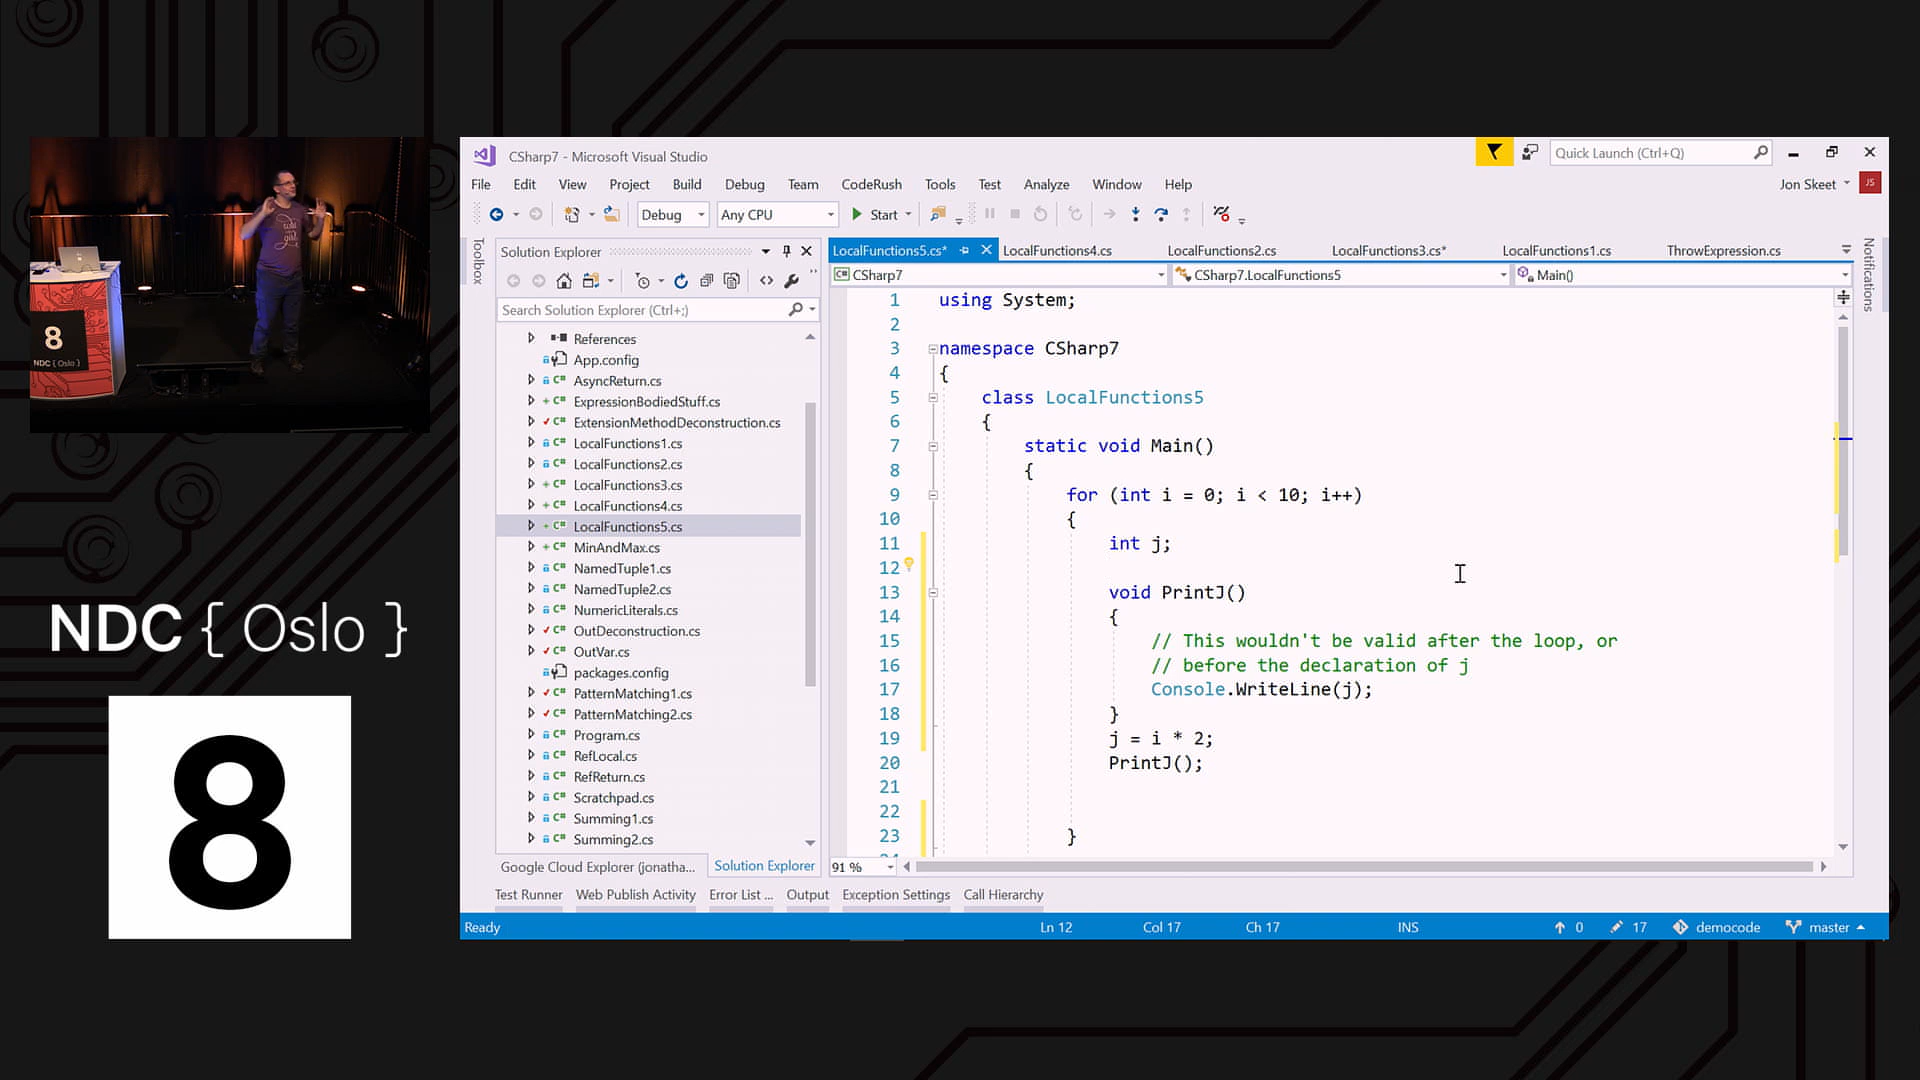 8
NDC { Oslo }
NDC { Oslo }
8
CSharp7 - Microsoft Visual Studio
Quick Launch (Ctrl+Q)
File Edit View Project Build Debug Team CodeRush Tools Test Analyze Window Help
Jon Skeet JS
Debug Any CPU Start
Toolbox
Solution Explorer
Search Solution Explorer (Ctrl+;)
References
App.config
C# AsyncReturn.cs
C# ExpressionBodiedStuff.cs
C# ExtensionMethodDeconstruction.cs
C# LocalFunctions1.cs
C# LocalFunctions2.cs
C# LocalFunctions3.cs
C# LocalFunctions4.cs
C# LocalFunctions5.cs
C# MinAndMax.cs
C# NamedTuple1.cs
C# NamedTuple2.cs
C# NumericLiterals.cs
C# OutDeconstruction.cs
C# OutVar.cs
packages.config
C# PatternMatching1.cs
C# PatternMatching2.cs
C# Program.cs
C# RefLocal.cs
C# RefReturn.cs
C# Scratchpad.cs
C# Summing1.cs
C# Summing2.cs
Google Cloud Explorer (jonatha... Solution Explorer
LocalFunctions5.cs* LocalFunctions4.cs LocalFunctions2.cs LocalFunctions3.cs* LocalFunctions1.cs ThrowExpression.cs
C# CSharp7 CSharp7.LocalFunctions5 Main()
Notifications
1 using System;
2
3 namespace CSharp7
4 {
5 class LocalFunctions5
6 {
7 static void Main()
8 {
9 for (int i = 0; i < 10; i++)
10 {
11 int j;
12
13 void PrintJ()
14 {
15 // This wouldn't be valid after the loop, or
16 // before the declaration of j
17 Console.WriteLine(j);
18 }
19 j = i * 2;
20 PrintJ();
21
22
23 }
91 %
Test Runner Web Publish Activity Error List ... Output Exception Settings Call Hierarchy
Ready Ln 12 Col 17 Ch 17 INS 0 17 democode master